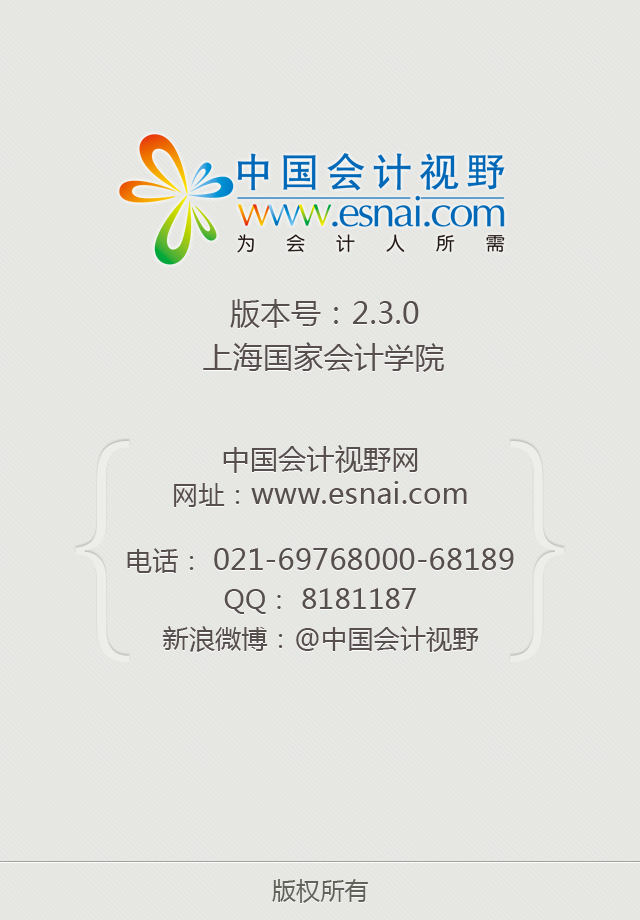 中国会计视野
www.esnai.com
为会计人所需
版本号：2.3.0
上海国家会计学院
中国会计视野网
网址：www.esnai.com
电话： 021-69768000-68189
QQ： 8181187
新浪微博：@中国会计视野
版权所有